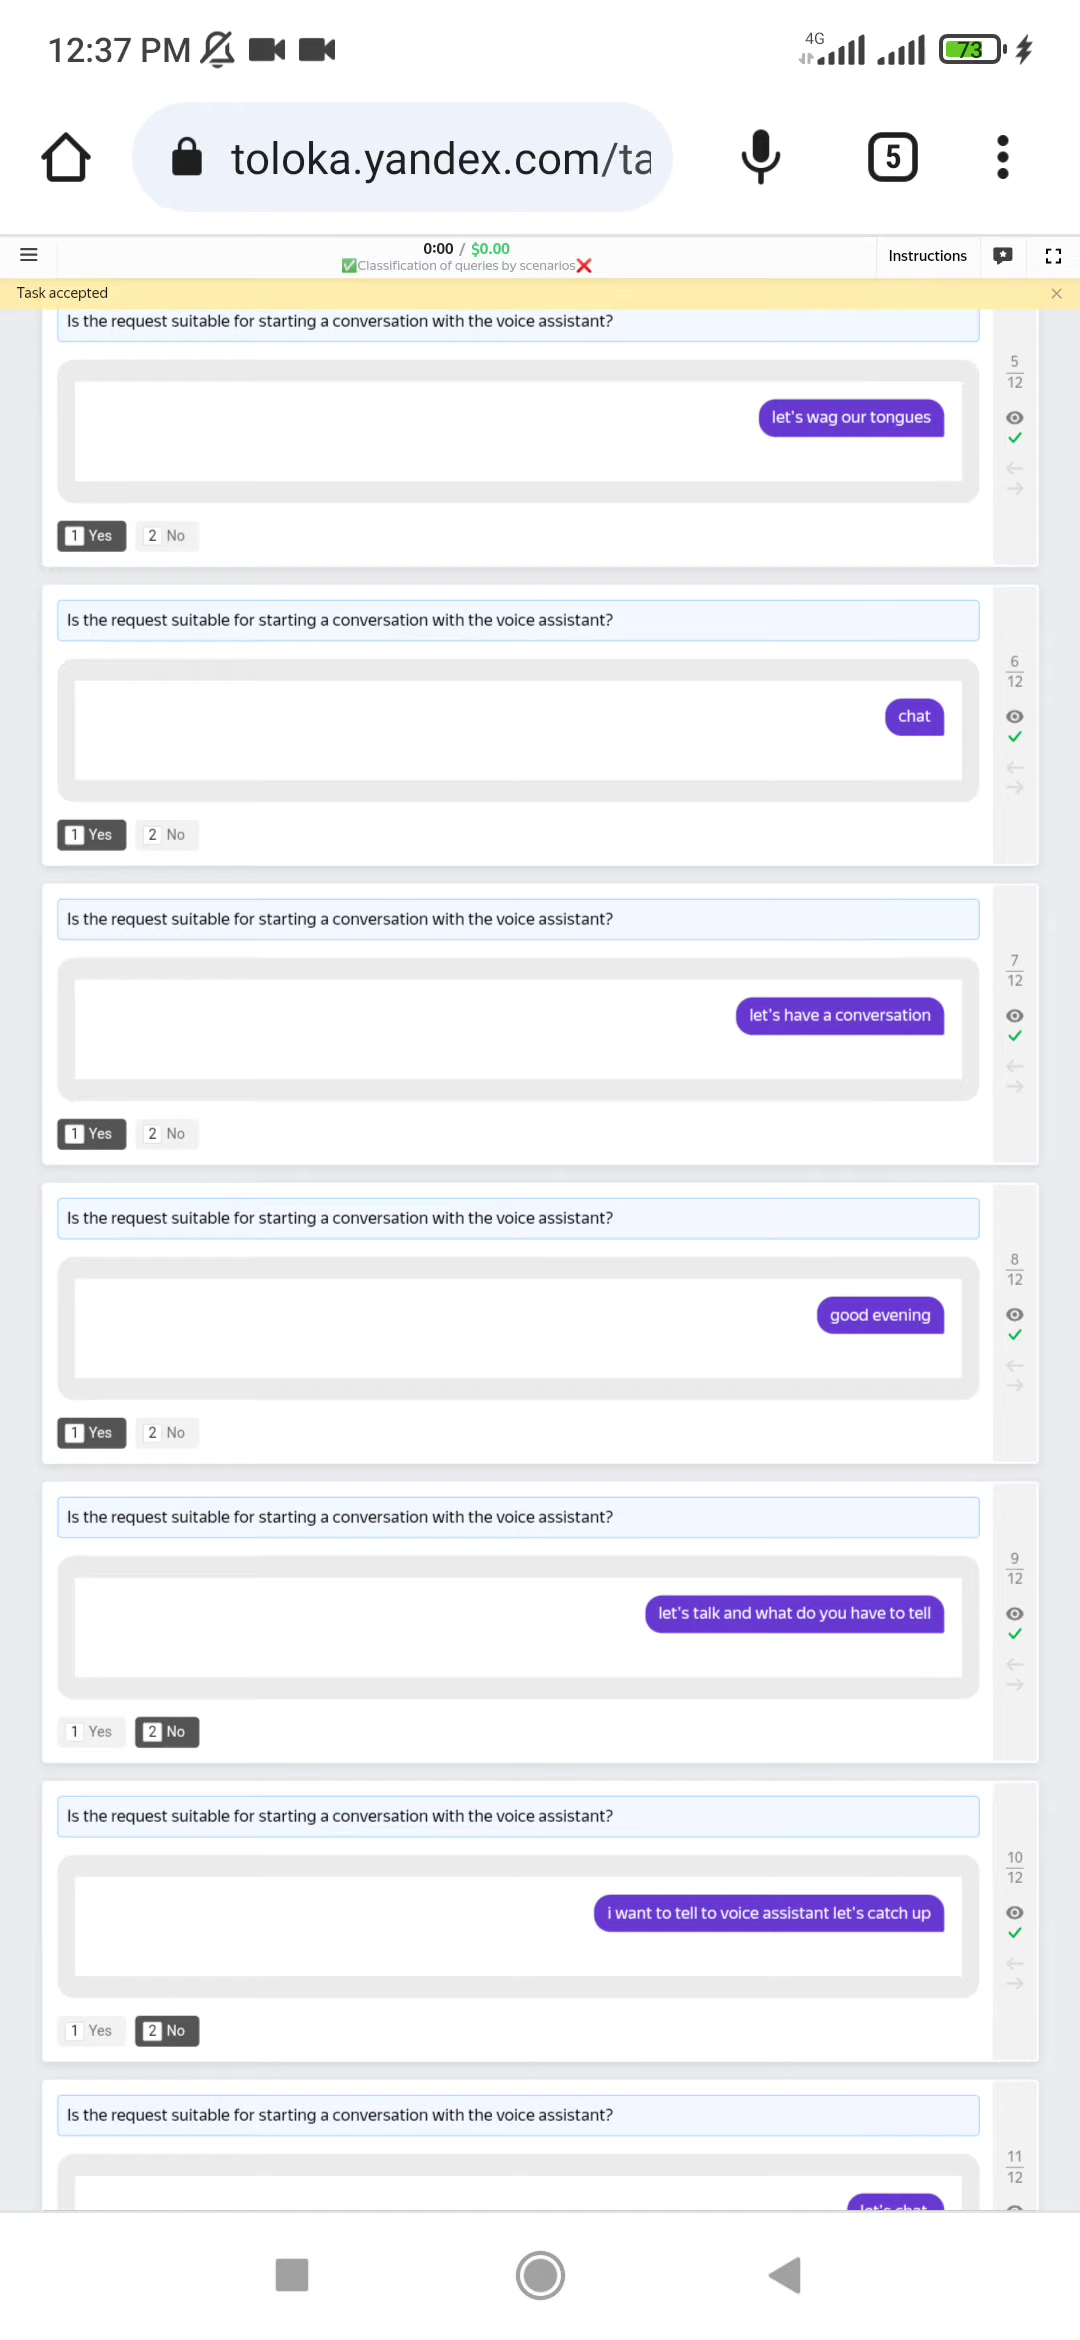 12:37 PM
4G
73
toloka.yandex.com/ta
5
0:00 / $0.00
Classification of queries by scenarios
Instructions
Task accepted
Is the request suitable for starting a conversation with the voice assistant?
5
12
let's wag our tongues
1 Yes 2 No
Is the request suitable for starting a conversation with the voice assistant?
6
12
chat
1 Yes 2 No
Is the request suitable for starting a conversation with the voice assistant?
7
12
let's have a conversation
1 Yes 2 No
Is the request suitable for starting a conversation with the voice assistant?
8
12
good evening
1 Yes 2 No
Is the request suitable for starting a conversation with the voice assistant?
9
12
let's talk and what do you have to tell
1 Yes 2 No
Is the request suitable for starting a conversation with the voice assistant?
10
12
i want to tell to voice assistant let's catch up
1 Yes 2 No
Is the request suitable for starting a conversation with the voice assistant?
11
12
let's chat